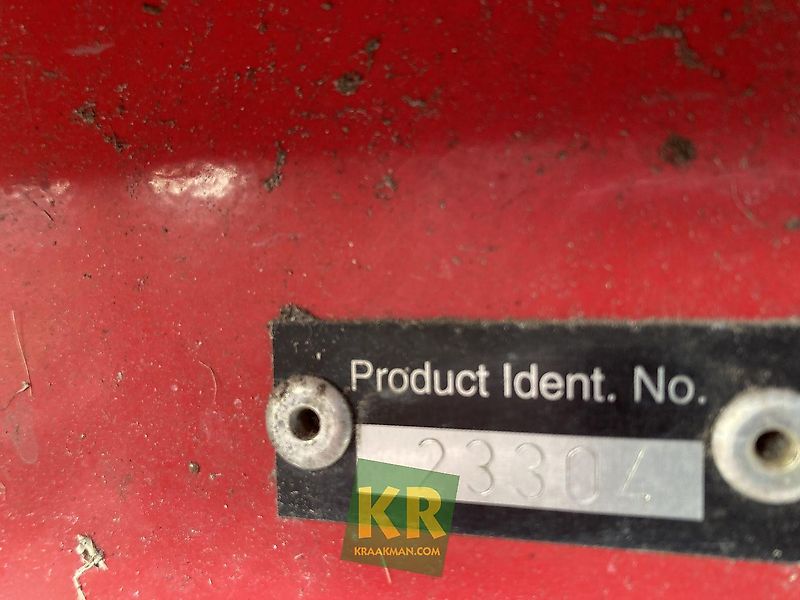 Product Ident. No.
23304
KR
KRAAKMAN.COM